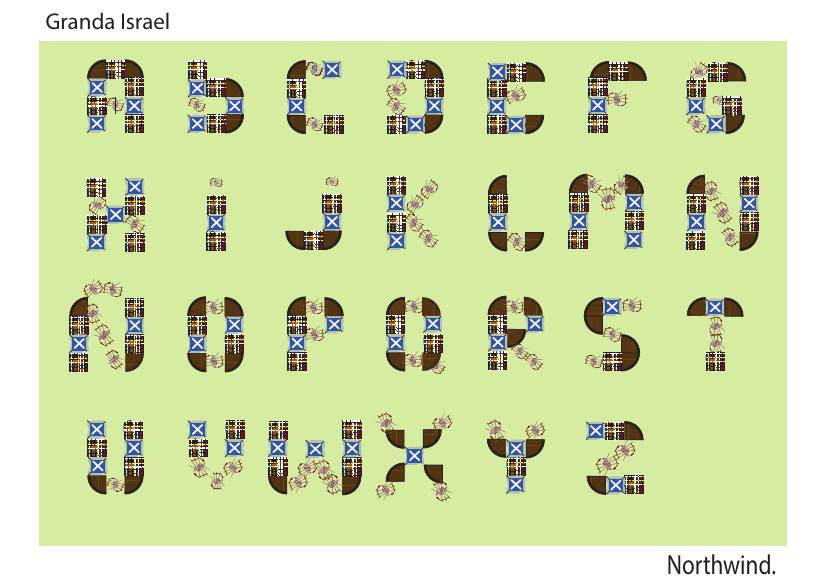 Granda Israel
A b C D E F G
H i J K L M N
Ñ O P Q R S T
U V W X Y Z
Northwind.